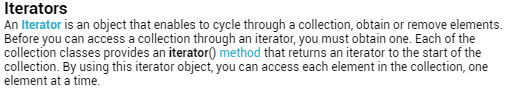 Iterators
An Iterator is an object that enables to cycle through a collection, obtain or remove elements.
Before you can access a collection through an iterator, you must obtain one. Each of the
collection classes provides an iterator() method that returns an iterator to the start of the
collection. By using this iterator object, you can access each element in the collection, one
element at a time.